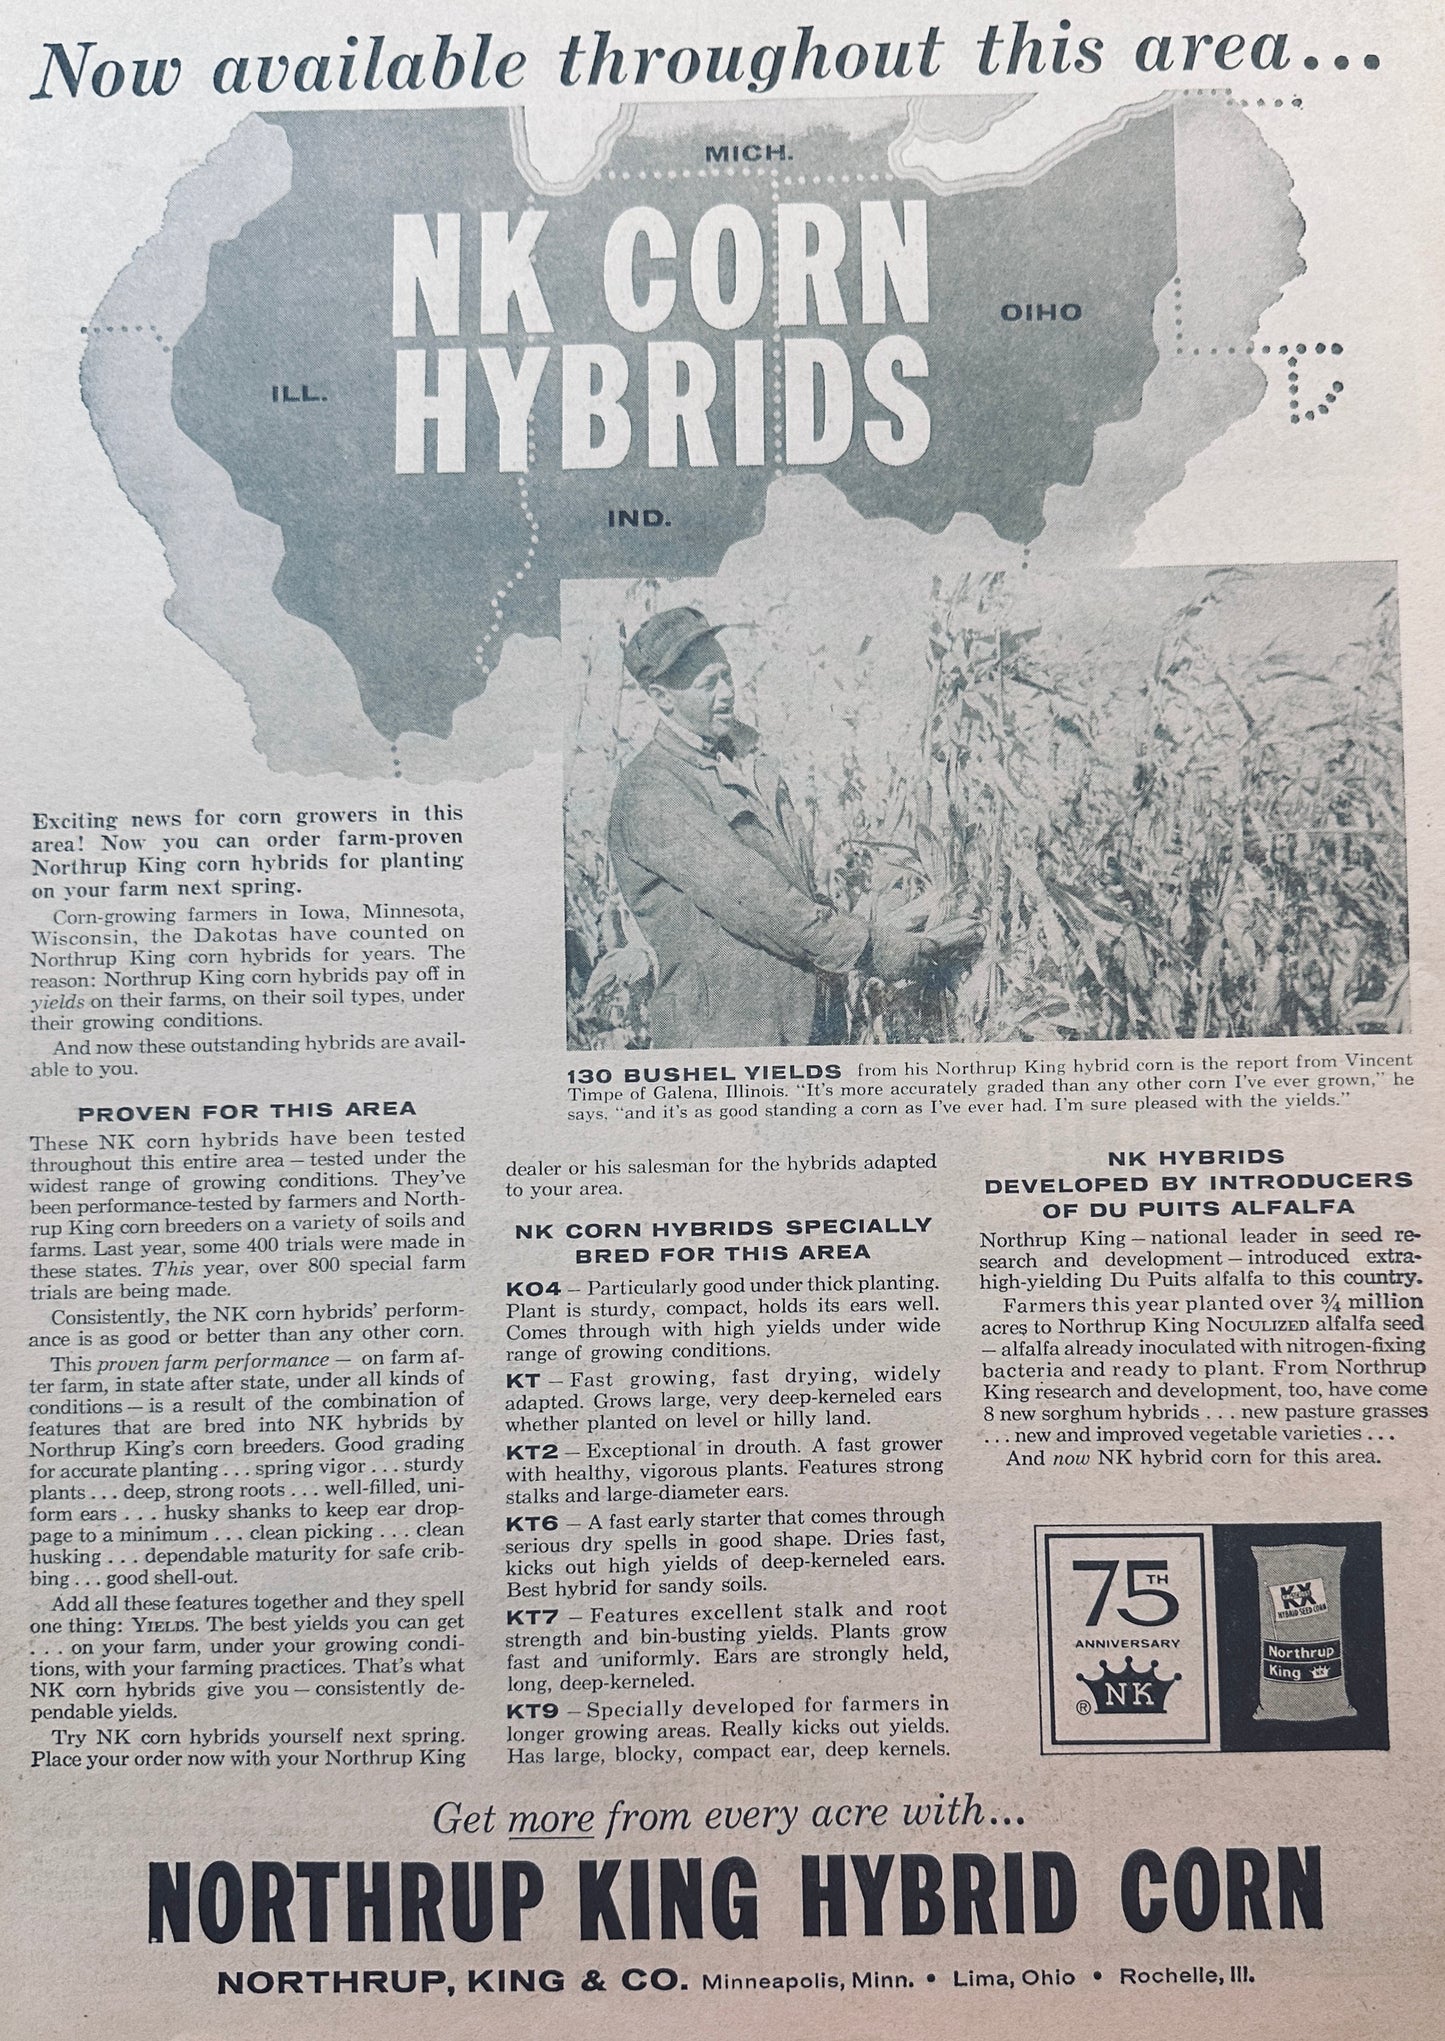 Now available throughout this area...
MICH.
NK CORN
HYBRIDS
OIHO
ILL.
IND.
Exciting news for corn growers in this
area! Now you can order farm-proven
Northrup King corn hybrids for planting
on your farm next spring.
Corn-growing farmers in Iowa, Minnesota,
Wisconsin, the Dakotas have counted on
Northrup King corn hybrids for years. The
reason: Northrup King corn hybrids pay off in
yields on their farms, on their soil types, under
their growing conditions.
And now these outstanding hybrids are avail-
able to you.
PROVEN FOR THIS AREA
These NK corn hybrids have been tested
throughout this entire area – tested under the
widest range of growing conditions. They've
been performance-tested by farmers and North-
rup King corn breeders on a variety of soils and
farms. Last year, some 400 trials were made in
these states. This year, over 800 special farm
trials are being made.
Consistently, the NK corn hybrids' perform-
ance is as good or better than any other corn.
This proven farm performance — on farm af-
ter farm, in state after state, under all kinds of
conditions — is a result of the combination of
features that are bred into NK hybrids by
Northrup King's corn breeders. Good grading
for accurate planting . . . spring vigor . . . sturdy
plants . . . deep, strong roots . . . well-filled, uni-
form ears . . . husky shanks to keep ear drop-
page to a minimum . . . clean picking . . . clean
husking . . . dependable maturity for safe crib-
bing . . . good shell-out.
Add all these features together and they spell
one thing: YIELDS. The best yields you can get
. . . on your farm, under your growing condi-
tions, with your farming practices. That's what
NK corn hybrids give you — consistently de-
pendable yields.
Try NK corn hybrids yourself next spring.
Place your order now with your Northrup King
130 BUSHEL YIELDS from his Northrup King hybrid corn is the report from Vincent
Timpe of Galena, Illinois. "It's more accurately graded than any other corn I've ever grown," he
says, "and it's as good standing a corn as I've ever had. I'm sure pleased with the yields."
dealer or his salesman for the hybrids adapted
to your area.
NK CORN HYBRIDS SPECIALLY
BRED FOR THIS AREA
KO4 – Particularly good under thick planting.
Plant is sturdy, compact, holds its ears well.
Comes through with high yields under wide
range of growing conditions.
KT – Fast growing, fast drying, widely
adapted. Grows large, very deep-kerneled ears
whether planted on level or hilly land.
KT2 – Exceptional in drouth. A fast grower
with healthy, vigorous plants. Features strong
stalks and large-diameter ears.
KT6 – A fast early starter that comes through
serious dry spells in good shape. Dries fast,
kicks out high yields of deep-kerneled ears.
Best hybrid for sandy soils.
KT7 – Features excellent stalk and root
strength and bin-busting yields. Plants grow
fast and uniformly. Ears are strongly held,
long, deep-kerneled.
KT9 – Specially developed for farmers in
longer growing areas. Really kicks out yields.
Has large, blocky, compact ear, deep kernels.
NK HYBRIDS
DEVELOPED BY INTRODUCERS
OF DU PUITS ALFALFA
Northrup King – national leader in seed re-
search and development – introduced extra-
high-yielding Du Puits alfalfa to this country.
Farmers this year planted over ¾ million
acres to Northrup King NOCULIZED alfalfa seed
– alfalfa already inoculated with nitrogen-fixing
bacteria and ready to plant. From Northrup
King research and development, too, have come
8 new sorghum hybrids . . . new pasture grasses
. . . new and improved vegetable varieties . . .
And now NK hybrid corn for this area.
75TH
ANNIVERSARY
® NK
KX
HYBRID SEED CORN
Northrup
King
Get more from every acre with...
NORTHRUP KING HYBRID CORN
NORTHRUP, KING & CO. Minneapolis, Minn. • Lima, Ohio • Rochelle, Ill.